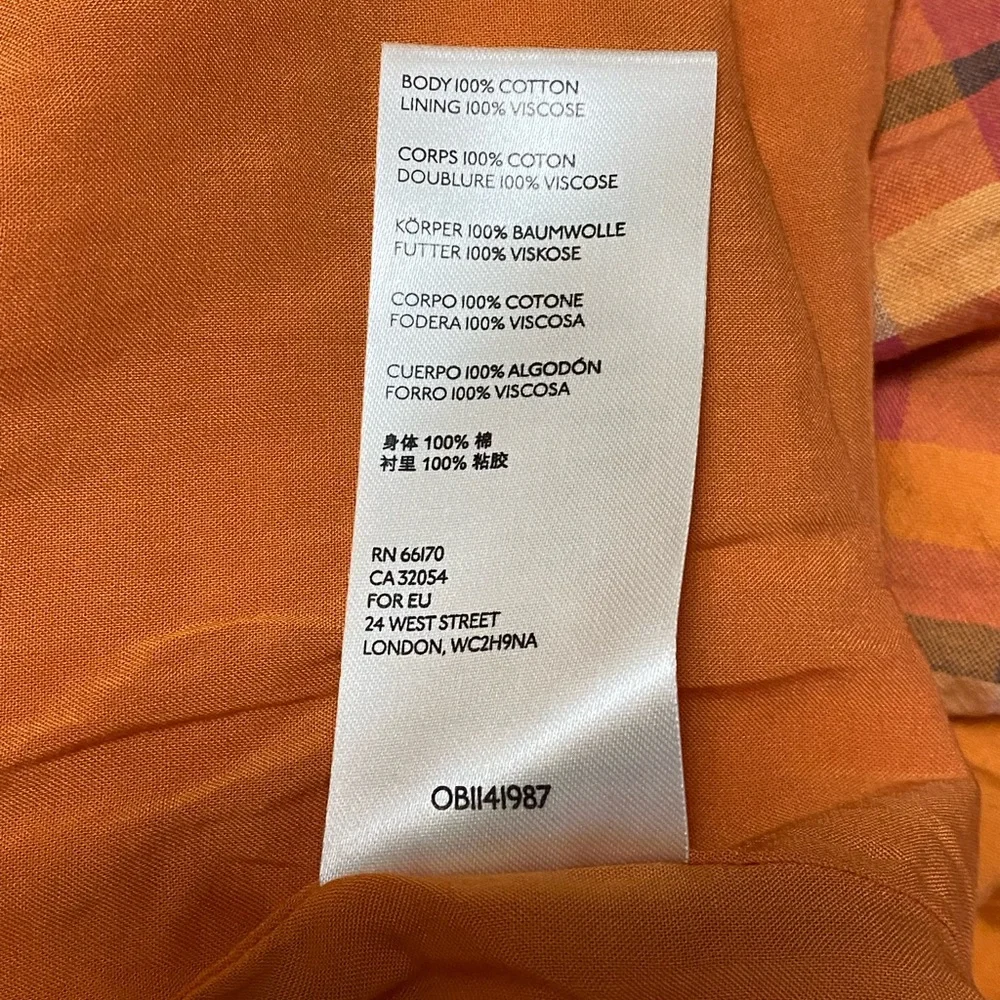 BODY 100% COTTON
LINING 100% VISCOSE
CORPS 100% COTON
DOUBLURE 100% VISCOSE
KÖRPER 100% BAUMWOLLE
FUTTER 100% VISKOSE
CORPO 100% COTONE
FODERA 100% VISCOSA
CUERPO 100% ALGODÓN
FORRO 100% VISCOSA
身体 100% 棉
衬里 100% 粘胶
RN 66170
CA 32054
FOR EU
24 WEST STREET
LONDON, WC2H9NA
OB1141987